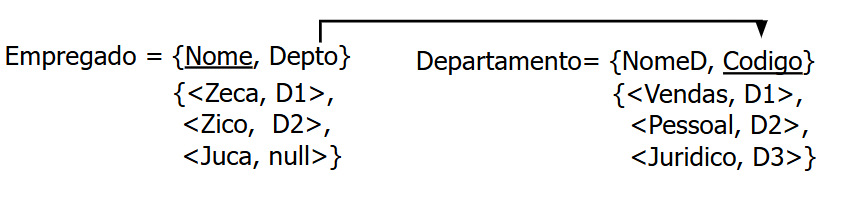 Empregado = {Nome, Depto} Departamento= {NomeD, Codigo}
{<Zeca, D1>, {<Vendas, D1>,
<Zico, D2>, <Pessoal, D2>,
<Juca, null>} <Juridico, D3>}